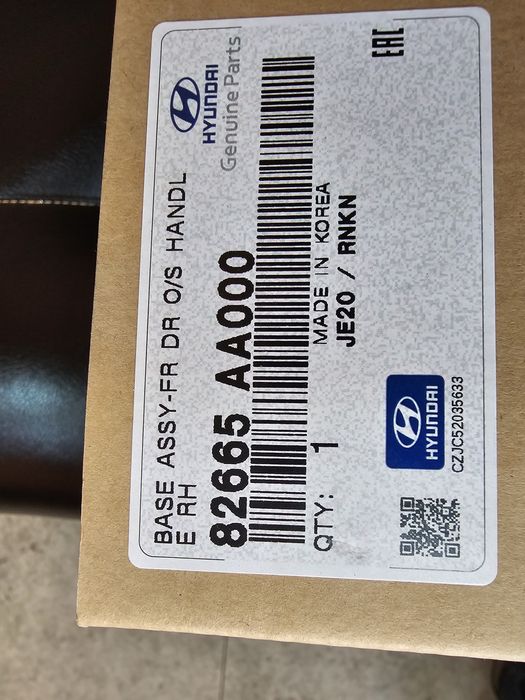 HYUNDAI
Genuine Parts
EAC
BASE ASSY-FR DR O/S HANDL
E RH
82665 AA000
MADE IN KOREA
QTY: 1
JE20 / RNKN
HYUNDAI
CZJC52035633